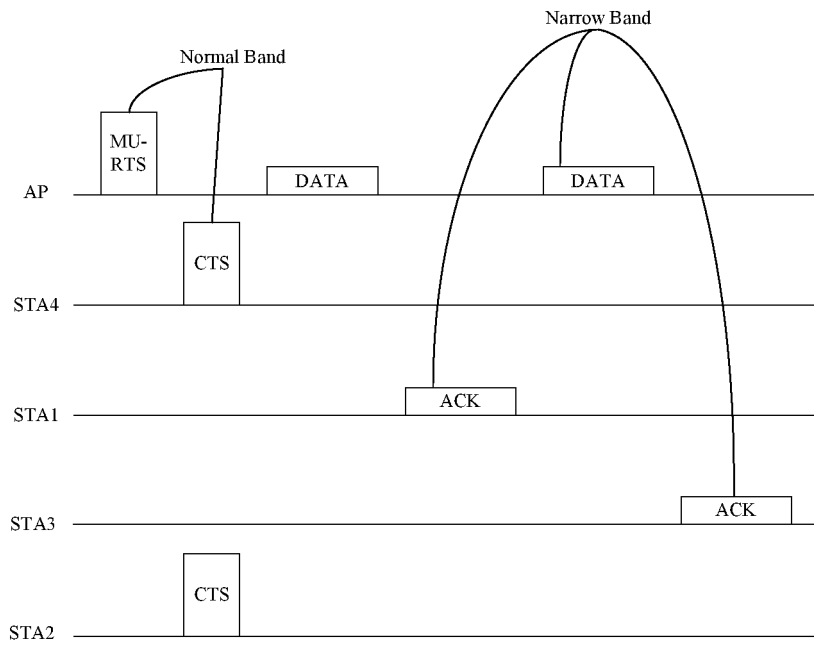 Narrow Band
Normal Band
MU-
RTS
DATA
DATA
AP
CTS
STA4
ACK
STA1
ACK
STA3
CTS
STA2